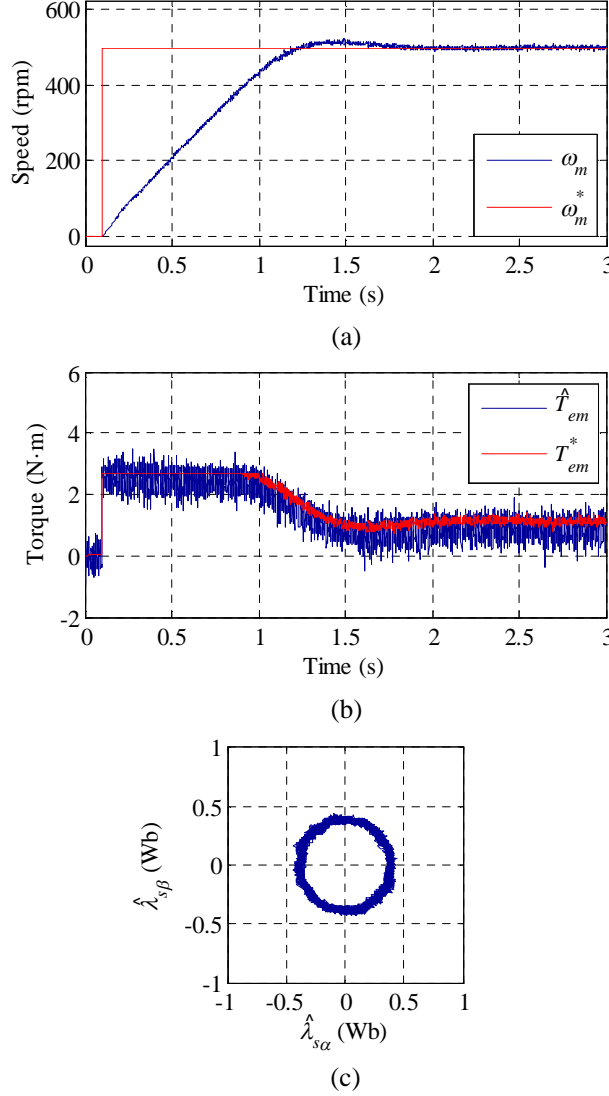 600
400
200
0
Speed (rpm)
ω_m
ω_m^*
0 0.5 1 1.5 2 2.5 3
Time (s)
(a)
6
4
2
0
-2
Torque (N·m)
T̂_em
T_em^*
0 0.5 1 1.5 2 2.5 3
Time (s)
(b)
1
0.5
0
-0.5
-1
λ̂_sβ (Wb)
-1 -0.5 0 0.5 1
λ̂_sα (Wb)
(c)